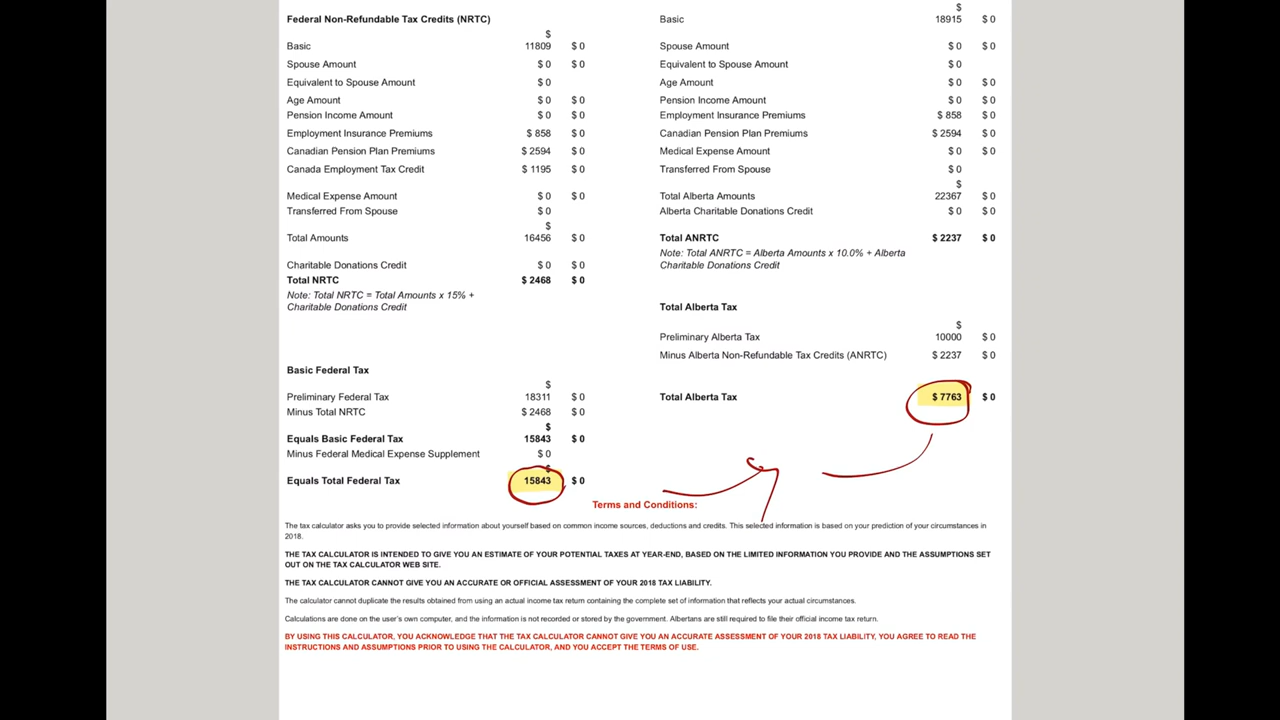 Federal Non-Refundable Tax Credits (NRTC)
$
Basic 11809 $ 0
Spouse Amount $ 0 $ 0
Equivalent to Spouse Amount $ 0
Age Amount $ 0 $ 0
Pension Income Amount $ 0 $ 0
Employment Insurance Premiums $ 858 $ 0
Canadian Pension Plan Premiums $ 2594 $ 0
Canada Employment Tax Credit $ 1195 $ 0
Medical Expense Amount $ 0 $ 0
Transferred From Spouse $ 0
$
Total Amounts 16456 $ 0
Charitable Donations Credit $ 0 $ 0
Total NRTC $ 2468 $ 0
Note: Total NRTC = Total Amounts x 15% +
Charitable Donations Credit
Basic Federal Tax
$
Preliminary Federal Tax 18311 $ 0
Minus Total NRTC $ 2468 $ 0
$
Equals Basic Federal Tax 15843 $ 0
Minus Federal Medical Expense Supplement $ 0
$
Equals Total Federal Tax 15843 $ 0
$
Basic 18915 $ 0
Spouse Amount $ 0 $ 0
Equivalent to Spouse Amount $ 0
Age Amount $ 0 $ 0
Pension Income Amount $ 0 $ 0
Employment Insurance Premiums $ 858 $ 0
Canadian Pension Plan Premiums $ 2594 $ 0
Medical Expense Amount $ 0 $ 0
Transferred From Spouse $ 0
$
Total Alberta Amounts 22367 $ 0
Alberta Charitable Donations Credit $ 0 $ 0
Total ANRTC $ 2237 $ 0
Note: Total ANRTC = Alberta Amounts x 10.0% + Alberta
Charitable Donations Credit
Total Alberta Tax
$
Preliminary Alberta Tax 10000 $ 0
Minus Alberta Non-Refundable Tax Credits (ANRTC) $ 2237 $ 0
Total Alberta Tax $ 7763 $ 0
Terms and Conditions:
The tax calculator asks you to provide selected information about yourself based on common income sources, deductions and credits. This selected information is based on your prediction of your circumstances in
2018.
THE TAX CALCULATOR IS INTENDED TO GIVE YOU AN ESTIMATE OF YOUR POTENTIAL TAXES AT YEAR-END, BASED ON THE LIMITED INFORMATION YOU PROVIDE AND THE ASSUMPTIONS SET
OUT ON THE TAX CALCULATOR WEB SITE.
THE TAX CALCULATOR CANNOT GIVE YOU AN ACCURATE OR OFFICIAL ASSESSMENT OF YOUR 2018 TAX LIABILITY.
The calculator cannot duplicate the results obtained from using an actual income tax return containing the complete set of information that reflects your actual circumstances.
Calculations are done on the user's own computer, and the information is not recorded or stored by the government. Albertans are still required to file their official income tax return.
BY USING THIS CALCULATOR, YOU ACKNOWLEDGE THAT THE TAX CALCULATOR CANNOT GIVE YOU AN ACCURATE ASSESSMENT OF YOUR 2018 TAX LIABILITY, YOU AGREE TO READ THE
INSTRUCTIONS AND ASSUMPTIONS PRIOR TO USING THE CALCULATOR, AND YOU ACCEPT THE TERMS OF USE.